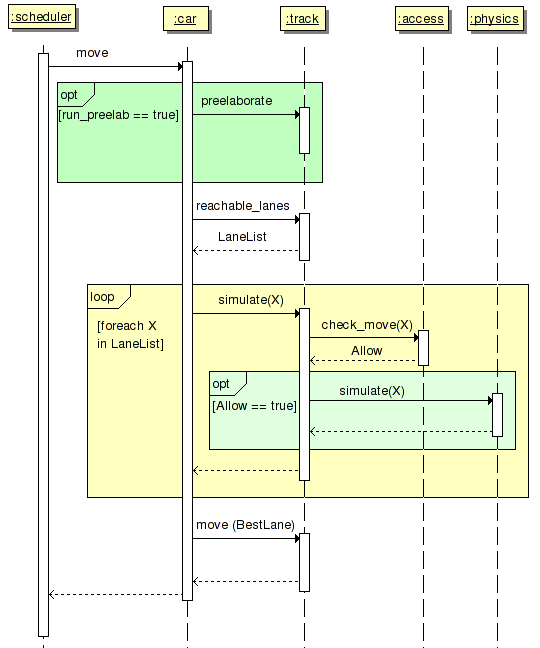 :scheduler
:car
:track
:access
:physics
move
opt
preelaborate
[run_preelab == true]
reachable_lanes
LaneList
loop
simulate(X)
[foreach X
in LaneList]
check_move(X)
Allow
opt
simulate(X)
[Allow == true]
move (BestLane)